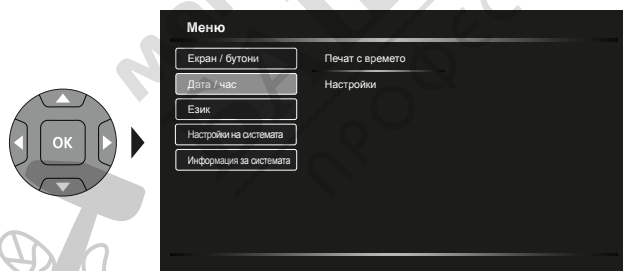 Меню
Екран / бутони
Печат с времето
Дата / час
Настройки
Език
OK
Настройки на системата
Информация за системата